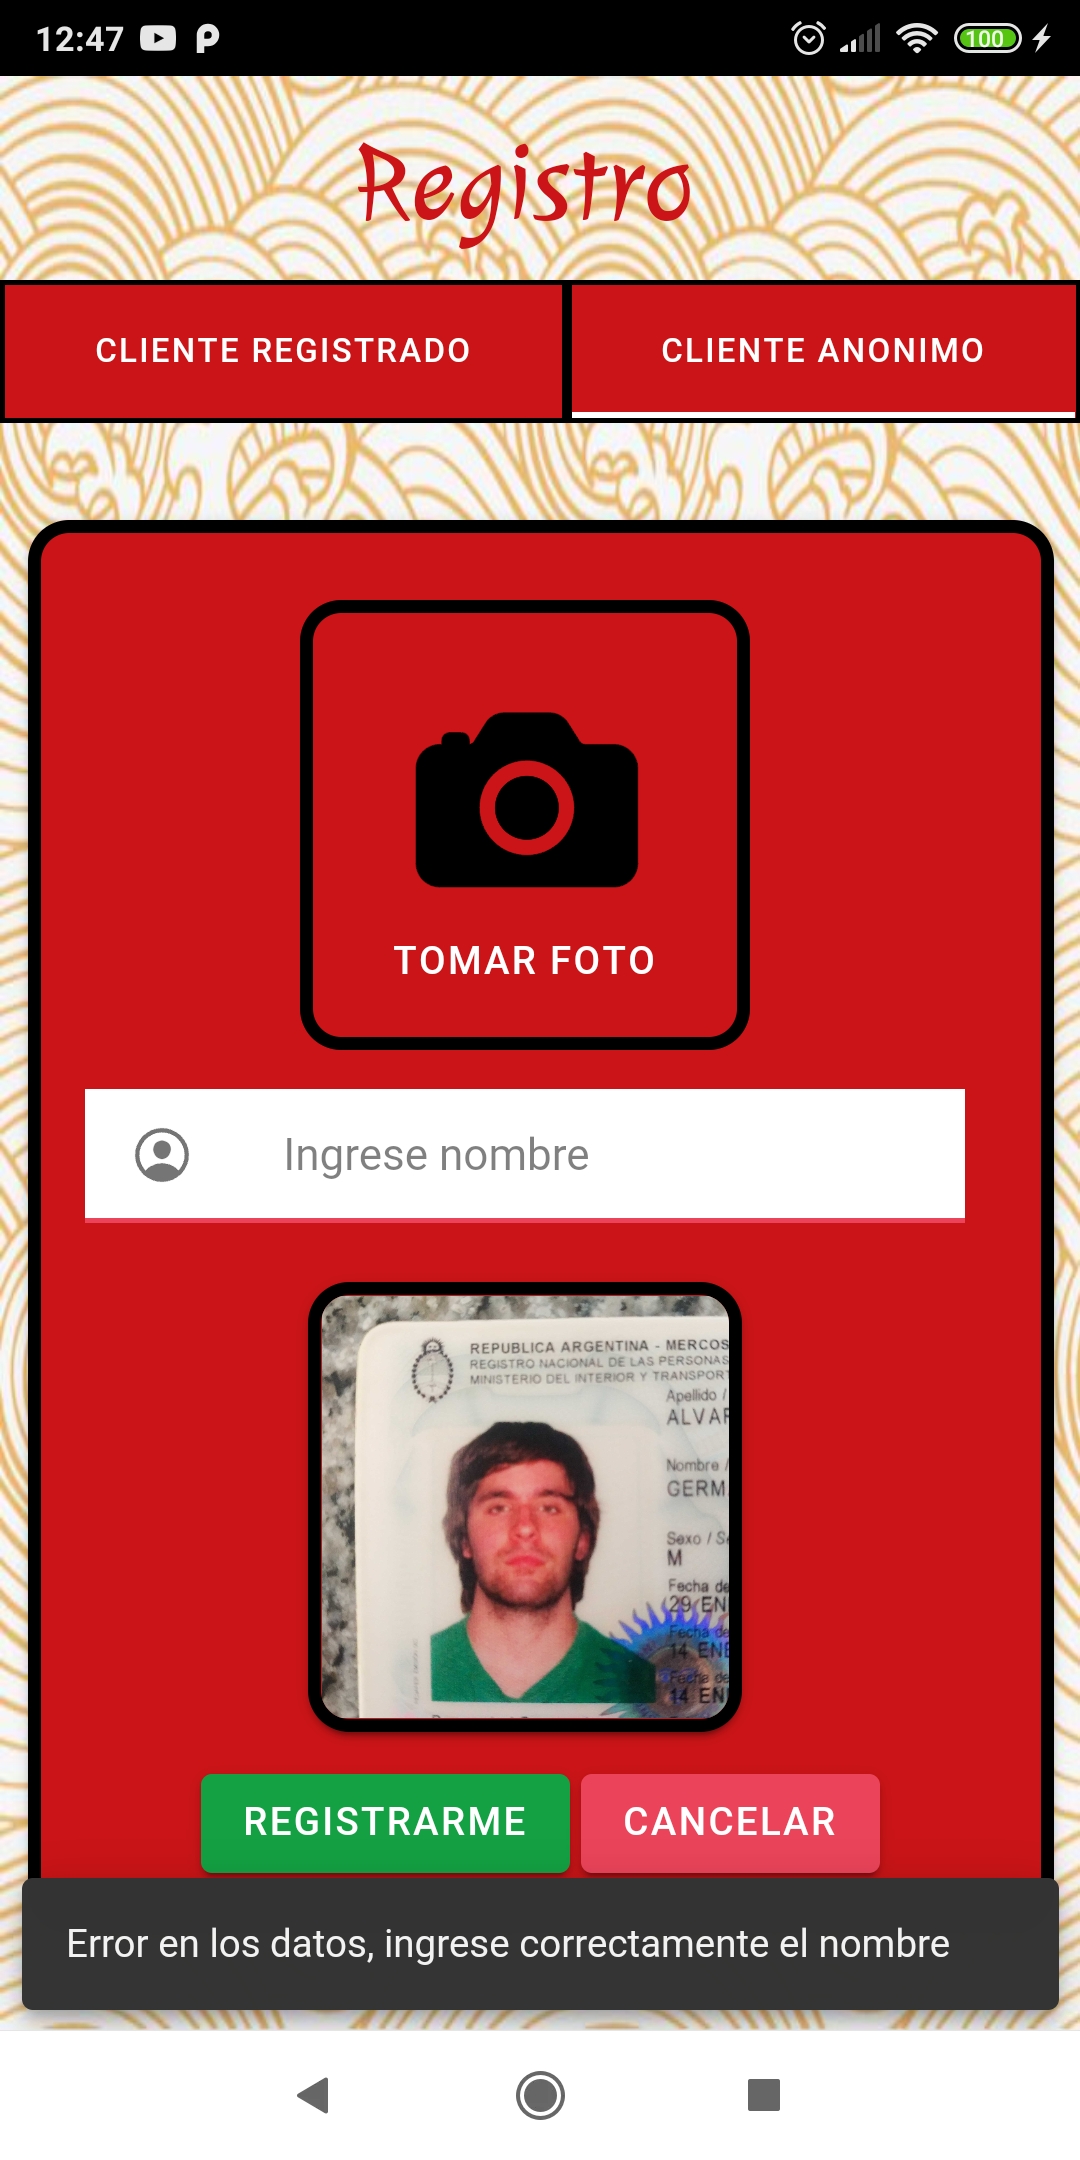 12:47
100
Registro
CLIENTE REGISTRADO
CLIENTE ANONIMO
TOMAR FOTO
Ingrese nombre
REPUBLICA ARGENTINA - MERCOS
REGISTRO NACIONAL DE LAS PERSONAS
MINISTERIO DEL INTERIOR Y TRANSPORT
Apellido /
ALVAR
Nombre /
GERMA
Sexo / Se
M
Fecha de
29 EN
Fecha de
14 ENE
Fecha de
14 EN
REGISTRARME
CANCELAR
Error en los datos, ingrese correctamente el nombre